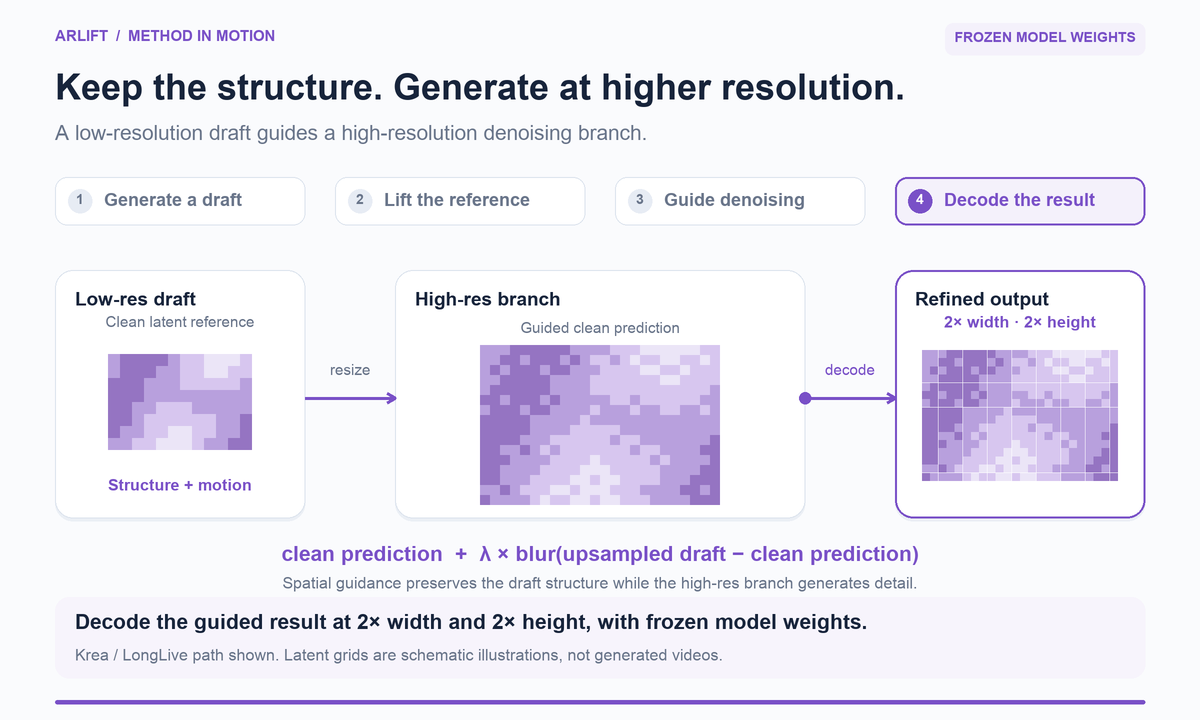 ARLIFT / METHOD IN MOTION
FROZEN MODEL WEIGHTS
Keep the structure. Generate at higher resolution.
A low-resolution draft guides a high-resolution denoising branch.
1 Generate a draft
2 Lift the reference
3 Guide denoising
4 Decode the result
Low-res draft
Clean latent reference
Structure + motion
resize
High-res branch
Guided clean prediction
decode
Refined output
2× width · 2× height
clean prediction + λ × blur(upsampled draft − clean prediction)
Spatial guidance preserves the draft structure while the high-res branch generates detail.
Decode the guided result at 2× width and 2× height, with frozen model weights.
Krea / LongLive path shown. Latent grids are schematic illustrations, not generated videos.